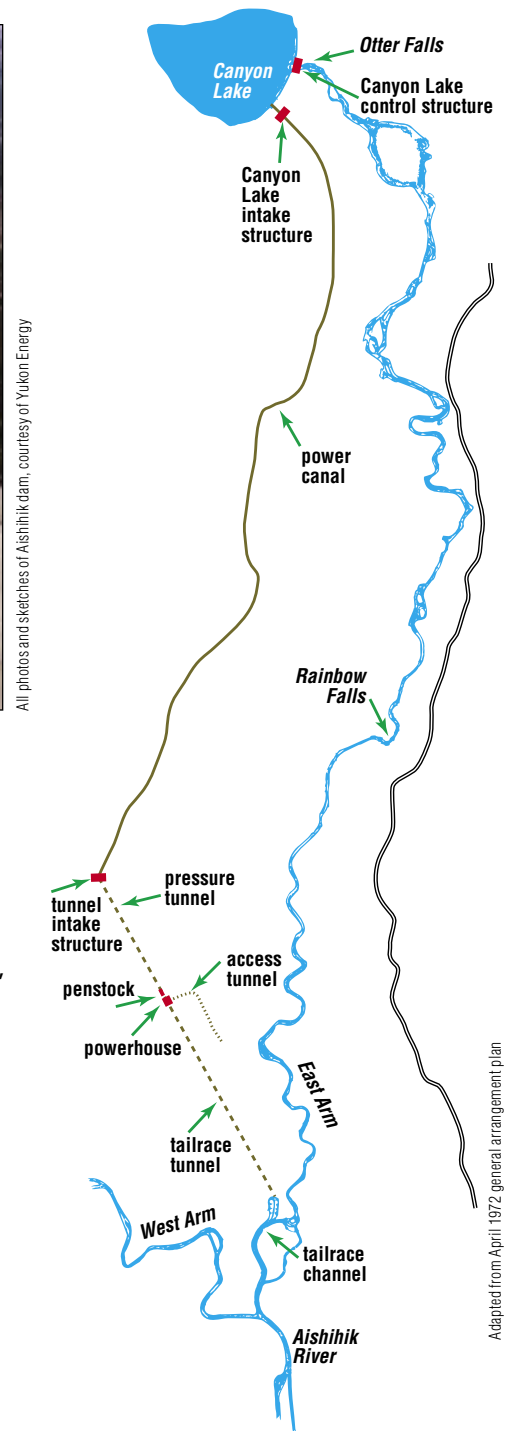 Otter Falls
Canyon
Lake
Canyon Lake
control structure
Canyon
Lake
intake
structure
All photos and sketches of Aishihik dam, courtesy of Yukon Energy
power
canal
Rainbow
Falls
pressure
tunnel
tunnel
intake
structure
access
tunnel
penstock
powerhouse
East Arm
tailrace
tunnel
West Arm
tailrace
channel
Aishihik
River
Adapted from April 1972 general arrangement plan